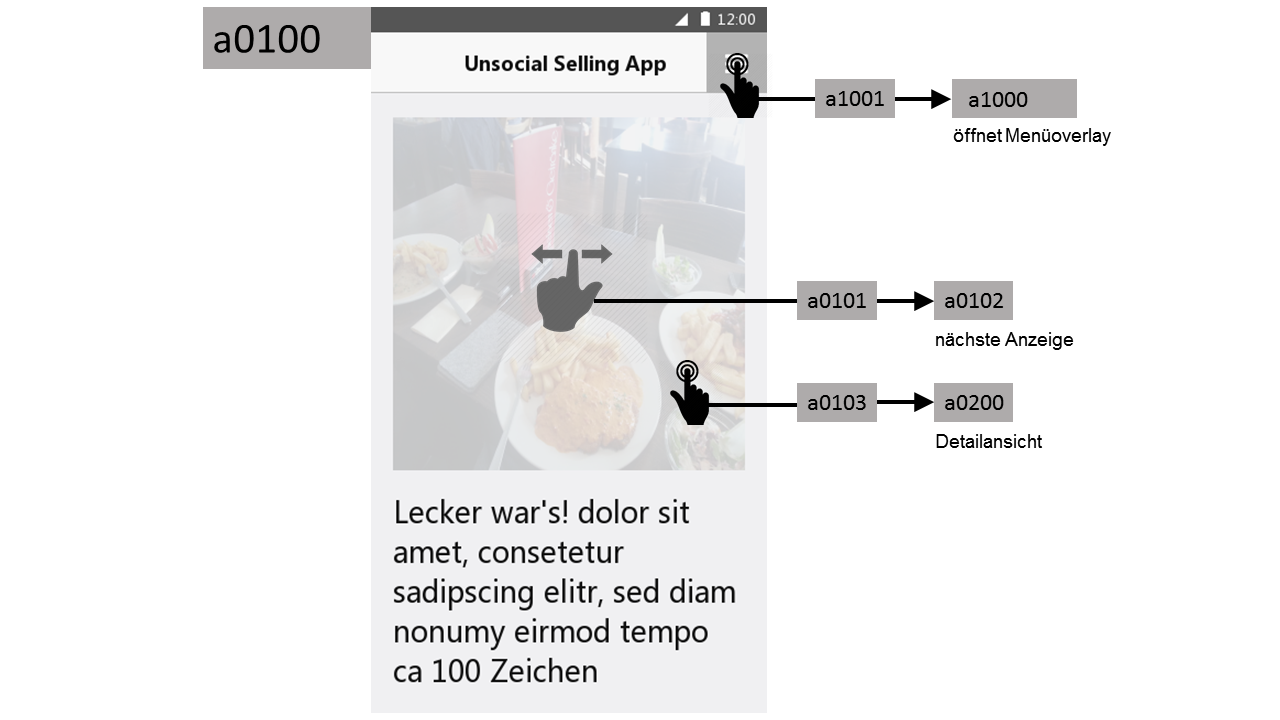 a0100
12:00
Unsocial Selling App
a1001
a1000
öffnet Menüoverlay
a0101
a0102
nächste Anzeige
a0103
a0200
Detailansicht
Lecker war's! dolor sit
amet, consetetur
sadipscing elitr, sed diam
nonumy eirmod tempo
ca 100 Zeichen